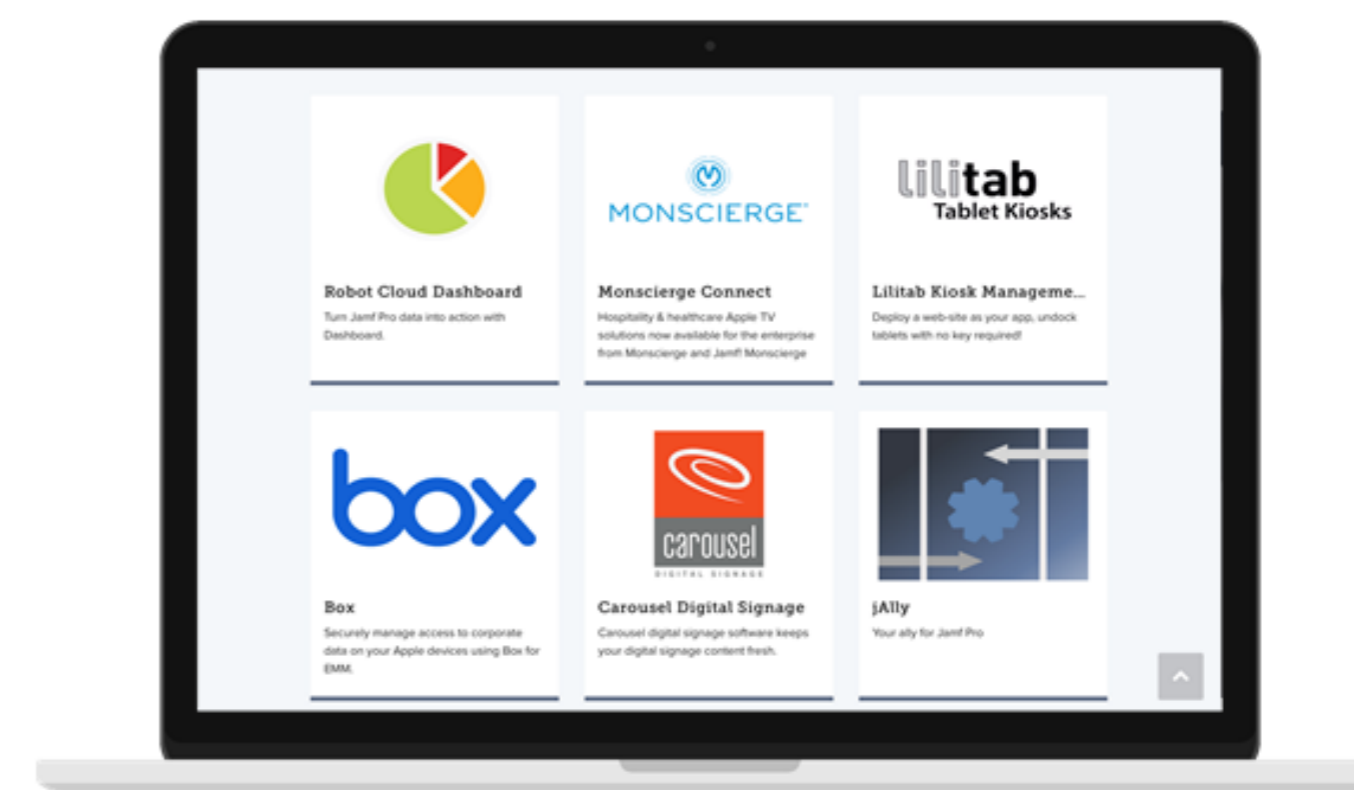 MONSCIERGE®
lilitab
Tablet Kiosks
Robot Cloud Dashboard
Turn Jamf Pro data into action with
Dashboard.
Monscierge Connect
Hospitality & healthcare Apple TV
solutions now available for the enterprise
from Monscierge and Jamf! Monscierge
Lilitab Kiosk Manageme...
Deploy a web-site as your app, undock
tablets with no key required!
box
carousel
DIGITAL SIGNAGE
Box
Securely manage access to corporate
data on your Apple devices using Box for
EMM.
Carousel Digital Signage
Carousel digital signage software keeps
your digital signage content fresh.
jAlly
Your ally for Jamf Pro